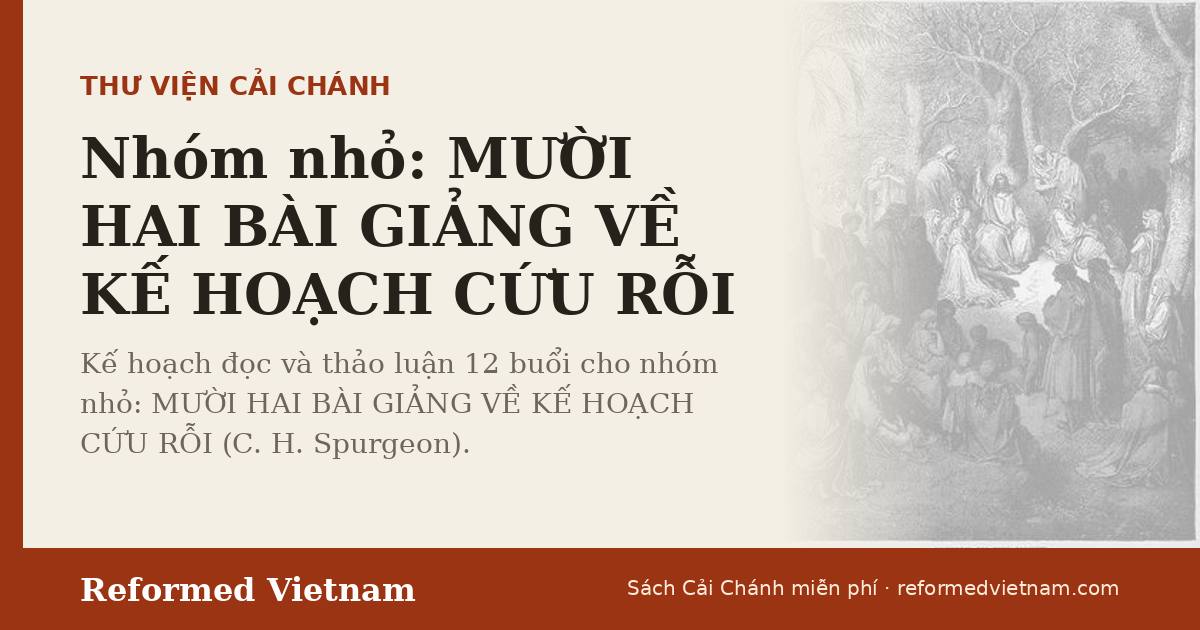 THƯ VIỆN CẢI CHÁNH
Nhóm nhỏ: MƯỜI
HAI BÀI GIẢNG VỀ
KẾ HOẠCH CỨU RỖI
Kế hoạch đọc và thảo luận 12 buổi cho nhóm
nhỏ: MƯỜI HAI BÀI GIẢNG VỀ KẾ HOẠCH
CỨU RỖI (C. H. Spurgeon).
Reformed Vietnam
Sách Cải Chánh miễn phí · reformedvietnam.com